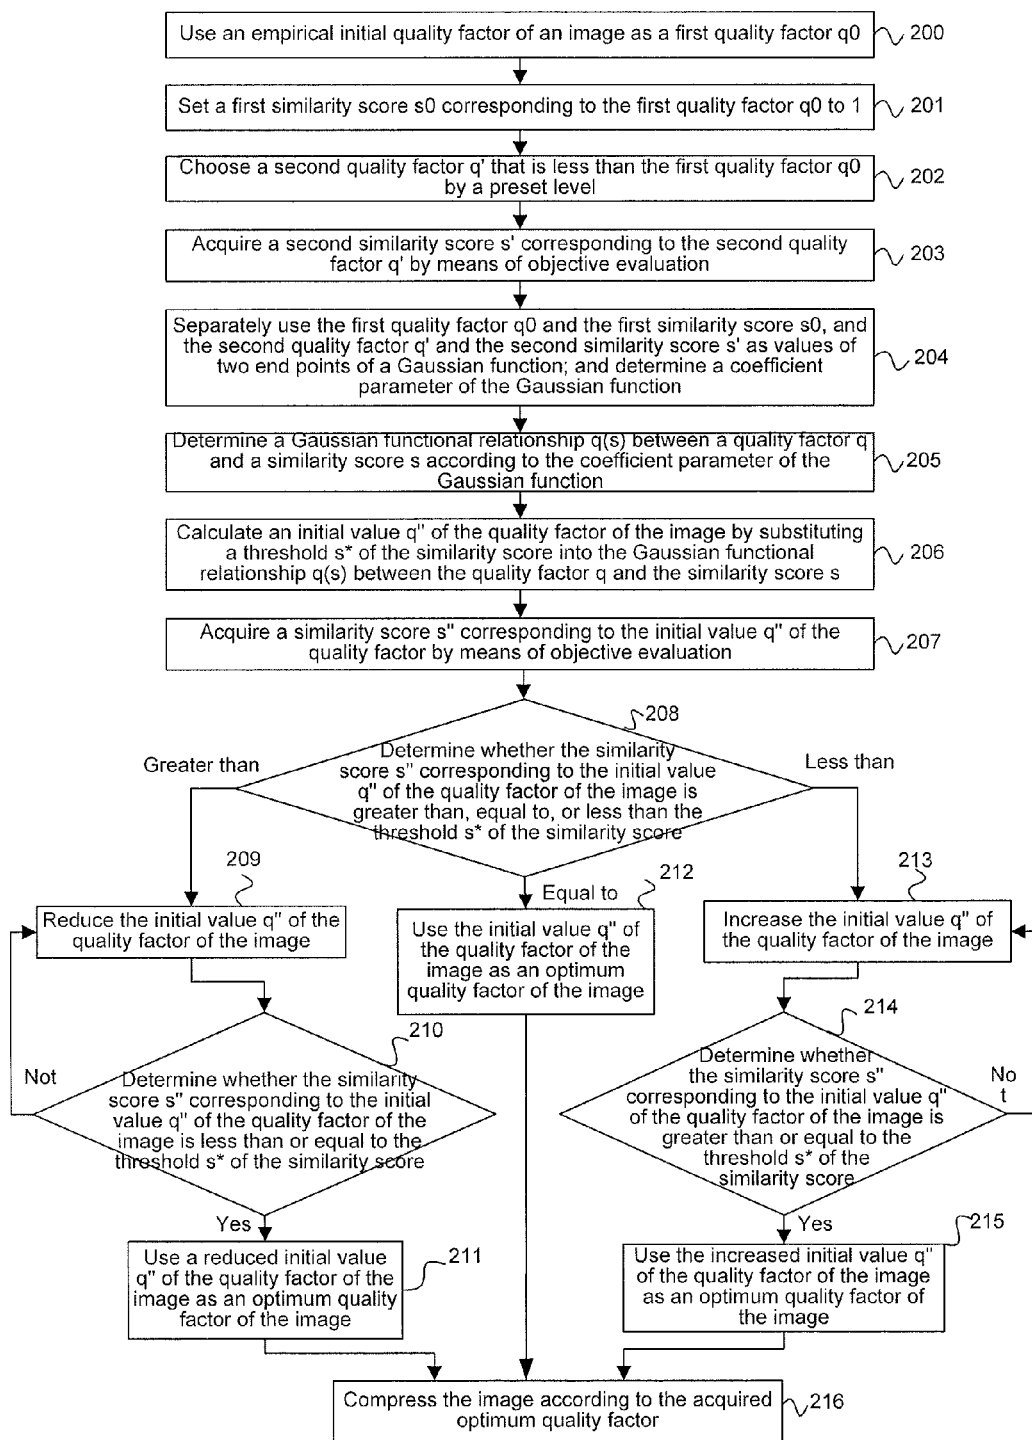 Use an empirical initial quality factor of an image as a first quality factor q0
200
Set a first similarity score s0 corresponding to the first quality factor q0 to 1
201
Choose a second quality factor q' that is less than the first quality factor q0
by a preset level
202
Acquire a second similarity score s' corresponding to the second quality
factor q' by means of objective evaluation
203
Separately use the first quality factor q0 and the first similarity score s0, and
the second quality factor q' and the second similarity score s' as values of
two end points of a Gaussian function; and determine a coefficient
parameter of the Gaussian function
204
Determine a Gaussian functional relationship q(s) between a quality factor q
and a similarity score s according to the coefficient parameter of the
Gaussian function
205
Calculate an initial value q" of the quality factor of the image by substituting
a threshold s* of the similarity score into the Gaussian functional
relationship q(s) between the quality factor q and the similarity score s
206
Acquire a similarity score s" corresponding to the initial value q" of the
quality factor by means of objective evaluation
207
208
Determine whether the similarity
score s" corresponding to the initial value
q" of the quality factor of the image is
greater than, equal to, or less than the
threshold s* of the similarity score
Greater than
Less than
Equal to
209
Reduce the initial value q" of the
quality factor of the image
212
Use the initial value q" of
the quality factor of the
image as an optimum
quality factor of the image
213
Increase the initial value q" of
the quality factor of the image
210
Determine whether the similarity
score s" corresponding to the initial
value q" of the quality factor of the
image is less than or equal to the
threshold s* of the similarity score
Not
Yes
214
Determine whether
the similarity score s"
corresponding to the initial value q"
of the quality factor of the image is
greater than or equal to the
threshold s* of the
similarity score
No
t
Yes
211
Use a reduced initial value
q" of the quality factor of the
image as an optimum quality
factor of the image
215
Use the increased initial value q"
of the quality factor of the image
as an optimum quality factor of
the image
Compress the image according to the acquired
optimum quality factor
216